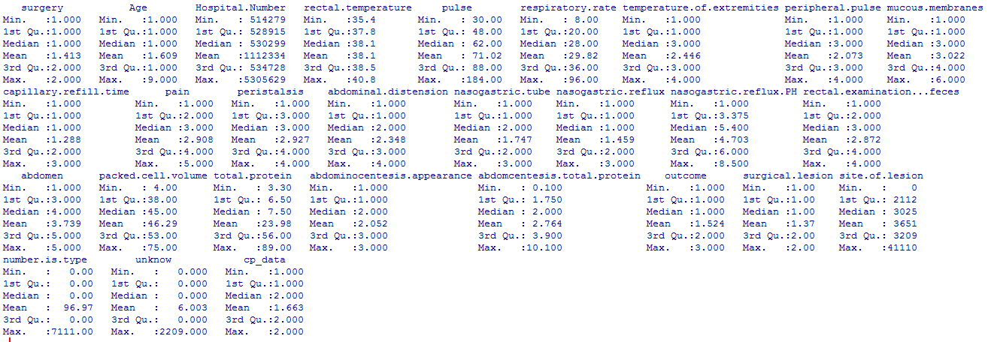 surgery Age Hospital.Number rectal.temperature pulse respiratory.rate temperature.of.extremities peripheral.pulse mucous.membranes
Min. :1.000 Min. :1.000 Min. : 514279 Min. :35.4 Min. : 30.00 Min. : 8.00 Min. :1.000 Min. :1.000 Min. :1.000
1st Qu.:1.000 1st Qu.:1.000 1st Qu.: 528915 1st Qu.:37.8 1st Qu.: 48.00 1st Qu.:20.00 1st Qu.:1.000 1st Qu.:1.000 1st Qu.:1.000
Median :1.000 Median :1.000 Median : 530299 Median :38.1 Median : 62.00 Median :28.00 Median :3.000 Median :3.000 Median :3.000
Mean :1.413 Mean :1.609 Mean :1112334 Mean :38.1 Mean : 71.02 Mean :29.82 Mean :2.446 Mean :2.073 Mean :3.022
3rd Qu.:2.000 3rd Qu.:1.000 3rd Qu.: 534728 3rd Qu.:38.5 3rd Qu.: 88.00 3rd Qu.:36.00 3rd Qu.:3.000 3rd Qu.:3.000 3rd Qu.:4.000
Max. :2.000 Max. :9.000 Max. :5305629 Max. :40.8 Max. :184.00 Max. :96.00 Max. :4.000 Max. :4.000 Max. :6.000
capillary.refill.time pain peristalsis abdominal.distension nasogastric.tube nasogastric.reflux nasogastric.reflux.PH rectal.examination...feces
Min. :1.000 Min. :1.000 Min. :1.000 Min. :1.000 Min. :1.000 Min. :1.000 Min. :1.000 Min. :1.000
1st Qu.:1.000 1st Qu.:2.000 1st Qu.:3.000 1st Qu.:1.000 1st Qu.:1.000 1st Qu.:1.000 1st Qu.:3.375 1st Qu.:2.000
Median :1.000 Median :3.000 Median :3.000 Median :2.000 Median :2.000 Median :1.000 Median :5.400 Median :3.000
Mean :1.288 Mean :2.908 Mean :2.927 Mean :2.348 Mean :1.747 Mean :1.459 Mean :4.703 Mean :2.872
3rd Qu.:2.000 3rd Qu.:4.000 3rd Qu.:4.000 3rd Qu.:3.000 3rd Qu.:2.000 3rd Qu.:2.000 3rd Qu.:6.000 3rd Qu.:4.000
Max. :3.000 Max. :5.000 Max. :4.000 Max. :4.000 Max. :3.000 Max. :3.000 Max. :8.500 Max. :4.000
abdomen packed.cell.volume total.protein abdominocentesis.appearance abdomcentesis.total.protein outcome surgical.lesion site.of.lesion
Min. :1.000 Min. : 4.00 Min. : 3.30 Min. :1.000 Min. : 0.100 Min. :1.000 Min. :1.00 Min. : 0
1st Qu.:3.000 1st Qu.:38.00 1st Qu.: 6.50 1st Qu.:1.000 1st Qu.: 1.750 1st Qu.:1.000 1st Qu.:1.00 1st Qu.: 2112
Median :4.000 Median :45.00 Median : 7.50 Median :2.000 Median : 2.000 Median :1.000 Median :1.00 Median : 3025
Mean :3.739 Mean :46.29 Mean :23.98 Mean :2.052 Mean : 2.764 Mean :1.524 Mean :1.37 Mean : 3651
3rd Qu.:5.000 3rd Qu.:53.00 3rd Qu.:56.00 3rd Qu.:3.000 3rd Qu.: 3.900 3rd Qu.:2.000 3rd Qu.:2.00 3rd Qu.: 3209
Max. :5.000 Max. :75.00 Max. :89.00 Max. :3.000 Max. :10.100 Max. :3.000 Max. :2.00 Max. :41110
number.is.type unknow cp_data
Min. : 0.00 Min. : 0.000 Min. :1.000
1st Qu.: 0.00 1st Qu.: 0.000 1st Qu.:1.000
Median : 0.00 Median : 0.000 Median :2.000
Mean : 96.97 Mean : 6.003 Mean :1.663
3rd Qu.: 0.00 3rd Qu.: 0.000 3rd Qu.:2.000
Max. :7111.00 Max. :2209.000 Max. :2.000